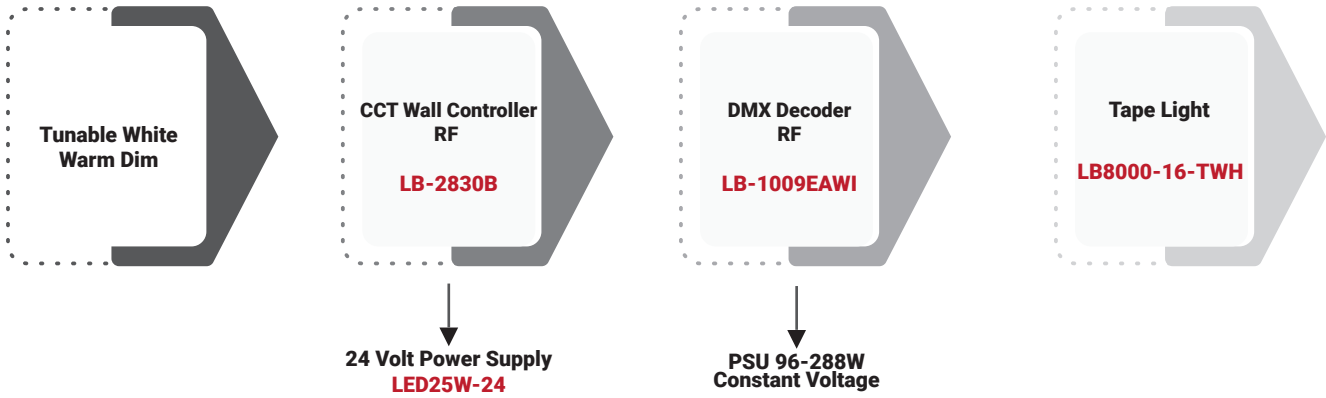 Tunable White
Warm Dim
CCT Wall Controller
RF
LB-2830B
24 Volt Power Supply
LED25W-24
DMX Decoder
RF
LB-1009EAWI
PSU 96-288W
Constant Voltage
Tape Light
LB8000-16-TWH